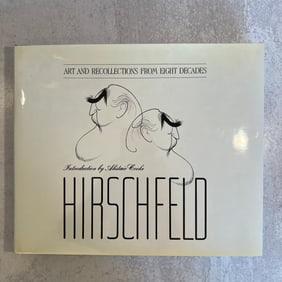 ART AND RECOLLECTIONS FROM EIGHT DECADES
Introduction by Alistair Cooke
HIRSCHFELD